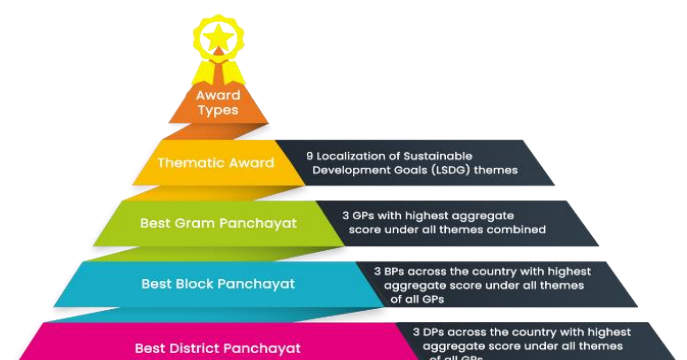 Award
Types
Thematic Award
9 Localization of Sustainable
Development Goals (LSDG) themes
Best Gram Panchayat
3 GPs with highest aggregate
score under all themes combined
Best Block Panchayat
3 BPs across the country with highest
aggregate score under all themes
of all GPs
Best District Panchayat
3 DPs across the country with highest
aggregate score under all themes
of all GPs